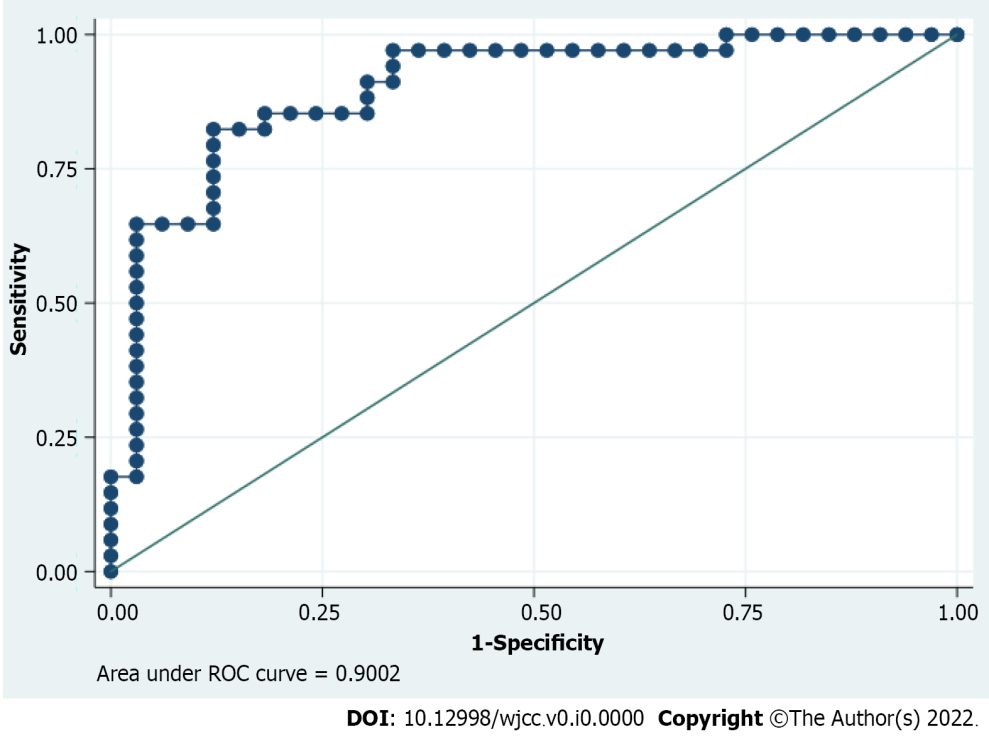 1.00
0.75
0.50
0.25
0.00
Sensitivity
0.00 0.25 0.50 0.75 1.00
1-Specificity
Area under ROC curve = 0.9002
DOI: 10.12998/wjcc.v0.i0.0000 Copyright ©The Author(s) 2022.